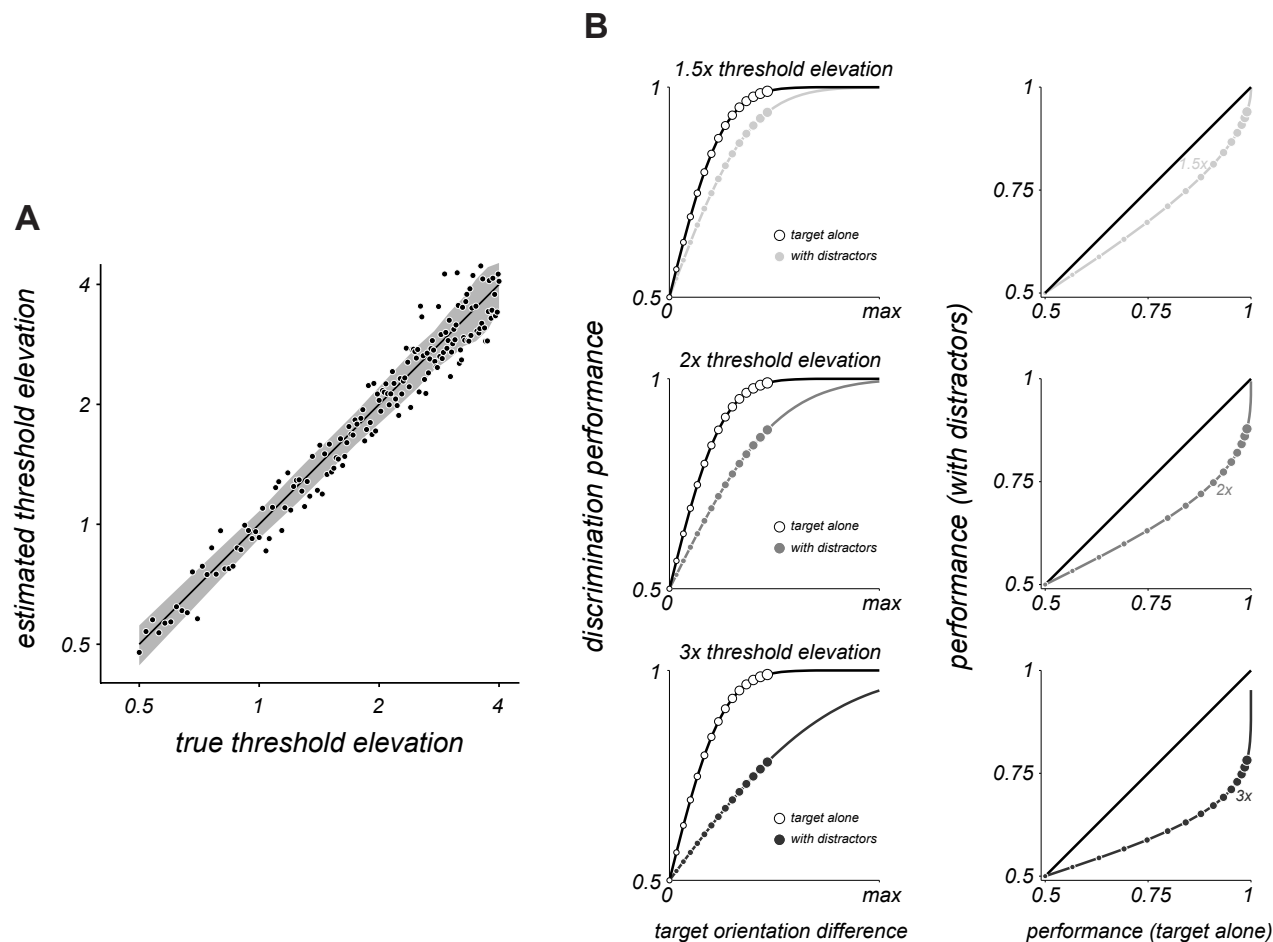 A
estimated threshold elevation
4
2
1
0.5
0.5
1
2
4
true threshold elevation
B
discrimination performance
1.5x threshold elevation
1
0.5
0
max
target alone
with distractors
2x threshold elevation
1
0.5
0
max
target alone
with distractors
3x threshold elevation
1
0.5
0
max
target alone
with distractors
target orientation difference
performance (with distractors)
1
0.75
0.5
0.5
0.75
1
1.5x
1
0.75
0.5
0.5
0.75
1
2x
1
0.75
0.5
0.5
0.75
1
3x
performance (target alone)